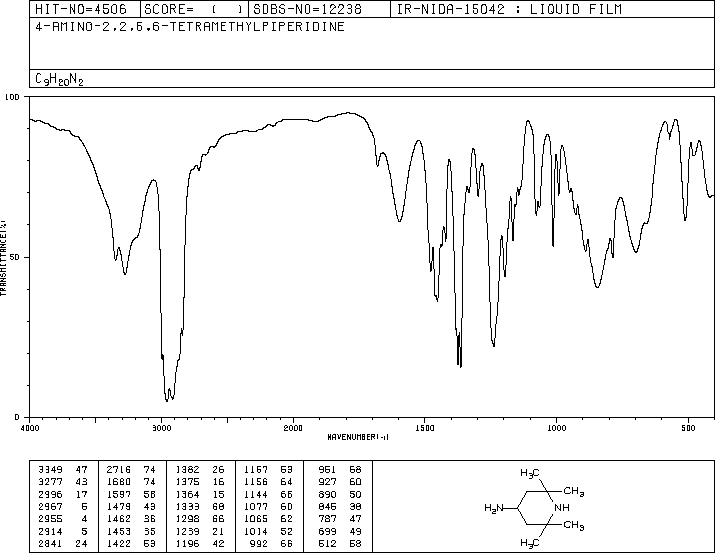 HIT-NO=4506 SCORE= ( ) SDBS-NO=12238 IR-NIDA-15042 : LIQUID FILM
4-AMINO-2,2,6,6-TETRAMETHYLPIPERIDINE
C9H20N2
100
TRANSMITTANCE(%)
50
0
4000 3000 2000 1500 1000 500
WAVENUMBER(-1)
3349 47 2716 74 1382 26 1167 59 951 68
3277 43 1680 74 1375 16 1156 64 927 60
2996 17 1597 58 1364 15 1144 66 890 50
2967 6 1479 43 1333 68 1077 60 845 38
2955 4 1462 36 1298 66 1065 62 787 47
2914 5 1453 35 1239 21 1014 52 699 49
2841 24 1422 53 1196 42 992 66 512 58
H3C
CH3
H2N
NH
CH3
H3C